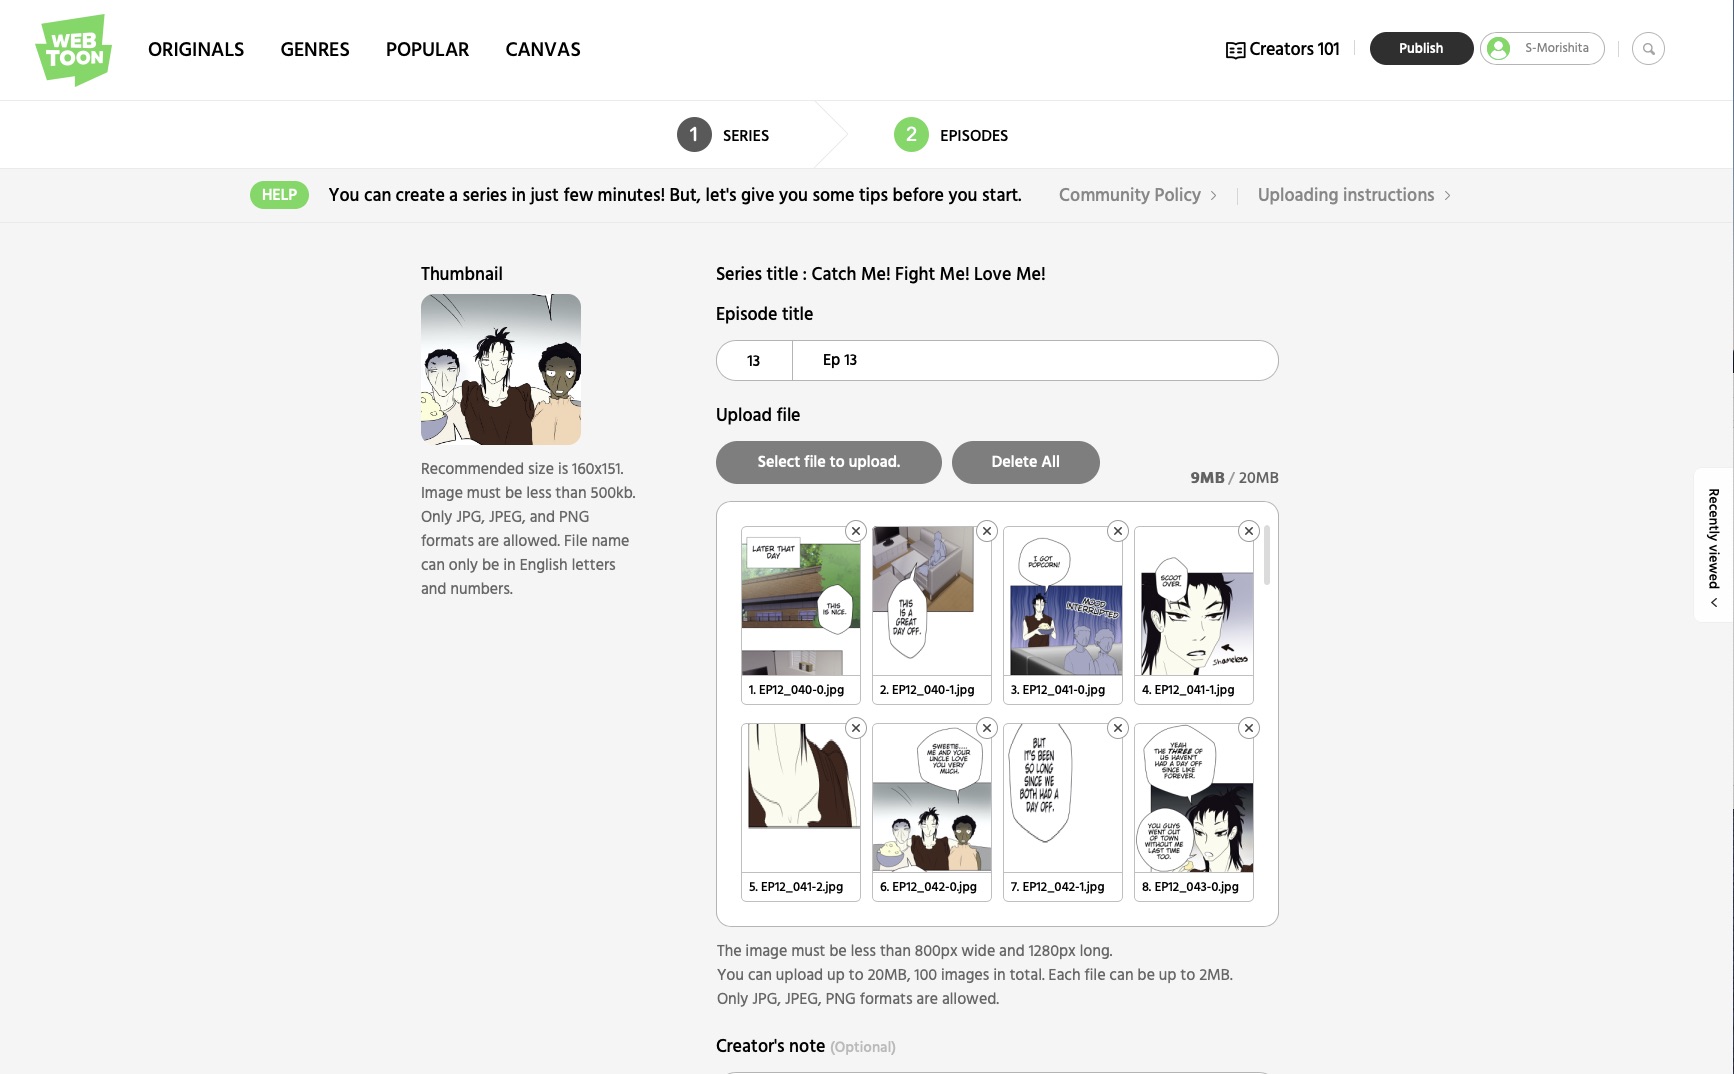 WEB
TOON
ORIGINALS
GENRES
POPULAR
CANVAS
Creators 101
Publish
S-Morishita
1 SERIES
2 EPISODES
HELP
You can create a series in just few minutes! But, let's give you some tips before you start.
Community Policy
Uploading instructions
Thumbnail
Recommended size is 160x151.
Image must be less than 500kb.
Only JPG, JPEG, and PNG
formats are allowed. File name
can only be in English letters
and numbers.
Series title : Catch Me! Fight Me! Love Me!
Episode title
13
Ep 13
Upload file
Select file to upload.
Delete All
9MB / 20MB
LATER THAT
DAY
THIS
IS NICE.
1. EP12_040-0.jpg
THIS
IS A
GREAT
DAY OFF.
2. EP12_040-1.jpg
I GOT
POPCORN!
MOOD
INTERRUPTED
3. EP12_041-0.jpg
SCOOT
OVER.
Shameless
4. EP12_041-1.jpg
5. EP12_041-2.jpg
SWEETIE....
ME AND YOUR
UNCLE LOVE
YOU VERY
MUCH.
6. EP12_042-0.jpg
BUT
IT'S BEEN
SO LONG
SINCE WE
BOTH HAD A
DAY OFF.
7. EP12_042-1.jpg
YEAH
THE THREE OF
US HAVEN'T
HAD A DAY OFF
SINCE LIKE
FOREVER.
YOU GUYS
WENT OUT
OF TOWN
WITHOUT ME
LAST TIME
TOO.
8. EP12_043-0.jpg
The image must be less than 800px wide and 1280px long.
You can upload up to 20MB, 100 images in total. Each file can be up to 2MB.
Only JPG, JPEG, PNG formats are allowed.
Creator's note (Optional)
Recently viewed